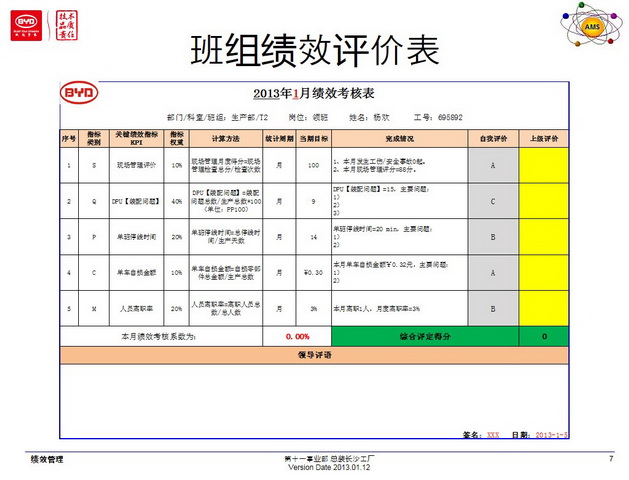 BYD
技术 质
品质 量
责任 信
AMS
班组绩效评价表
BYD
2013年1月绩效考核表
部门/科室/班组：生产部/T2 岗位：领班 姓名：杨欢 工号：695892
序号 指标类别 关键绩效指标KPI 指标权重 计算方法 统计周期 当期目标 完成情况 自我评价 上级评价
1 S 现场管理评价 10% 现场管理月度得分=现场管理检查总分/检查次数 月 100 1、本月发生工伤/安全事故0起。 2、本月现场管理评分=88分。 A
2 Q DPU【装配问题】 40% DPU【装配问题】=装配问题总数/生产总数*100（单位：PP100） 月 9 DPU【装配问题】=15，主要问题： 1） 2） 3） C
3 P 单班停线时间 20% 单班停线时间=总停线时间/生产天数 月 14 单班停线时间=20 min，主要问题： 1） 2） B
4 C 单车自损金额 10% 单车自损金额=自损零部件总金额/生产总数 月 ¥0.30 本月单车自损金额¥0.32元，主要问题： 1） 2） A
5 M 人员离职率 20% 人员离职率=离职人员总数/总人数 月 3% 本月离职1人，月度离职率=3% B
本月绩效考核系数为： 0.00% 综合评定得分 0
领导评语
签名：XXX 日期：2013-1-5
绩效管理 第十一事业部 总装长沙工厂 7
Version Date 2013.01.12